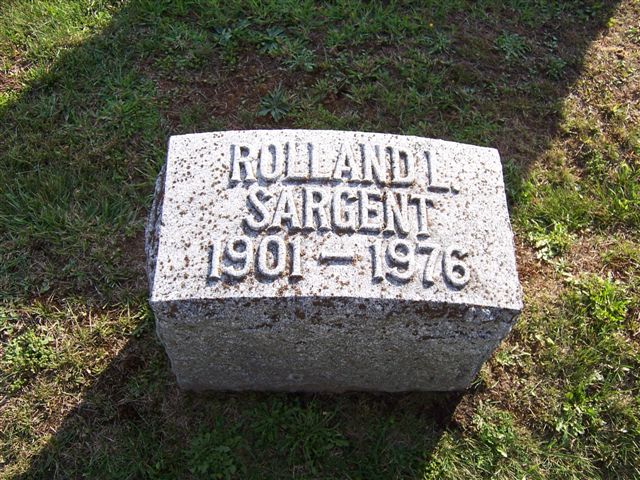 ROLLAND L.
SARGENT
1901 — 1976